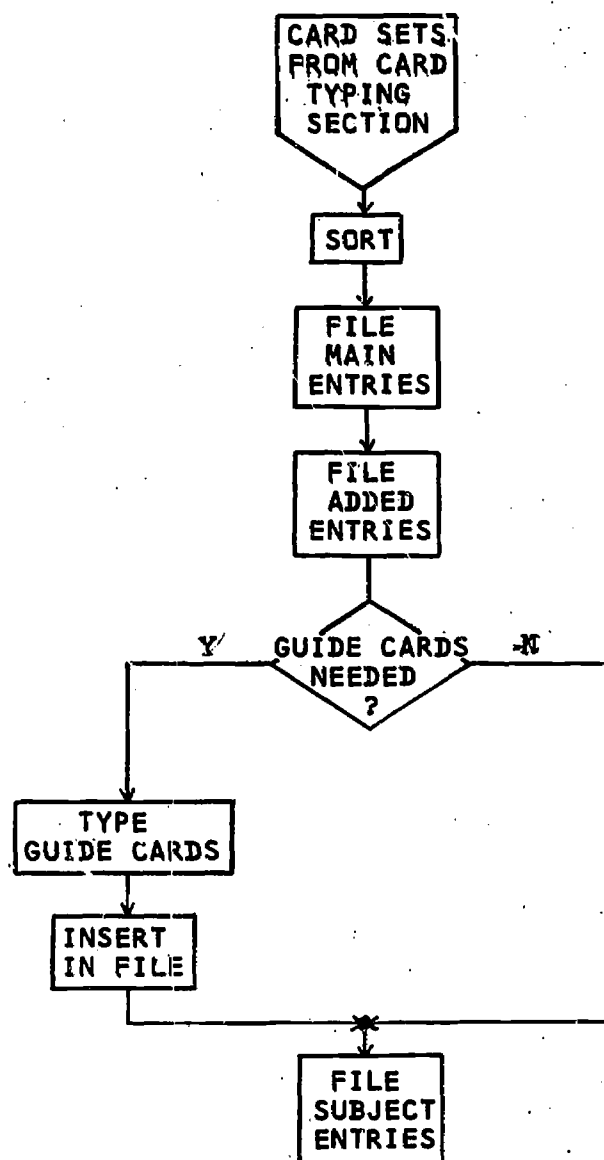 CARD SETS
FROM CARD
TYPING
SECTION
SORT
FILE
MAIN
ENTRIES
FILE
ADDED
ENTRIES
Y
GUIDE CARDS
N
NEEDED
?
TYPE
GUIDE CARDS
INSERT
IN FILE
FILE
SUBJECT
ENTRIES